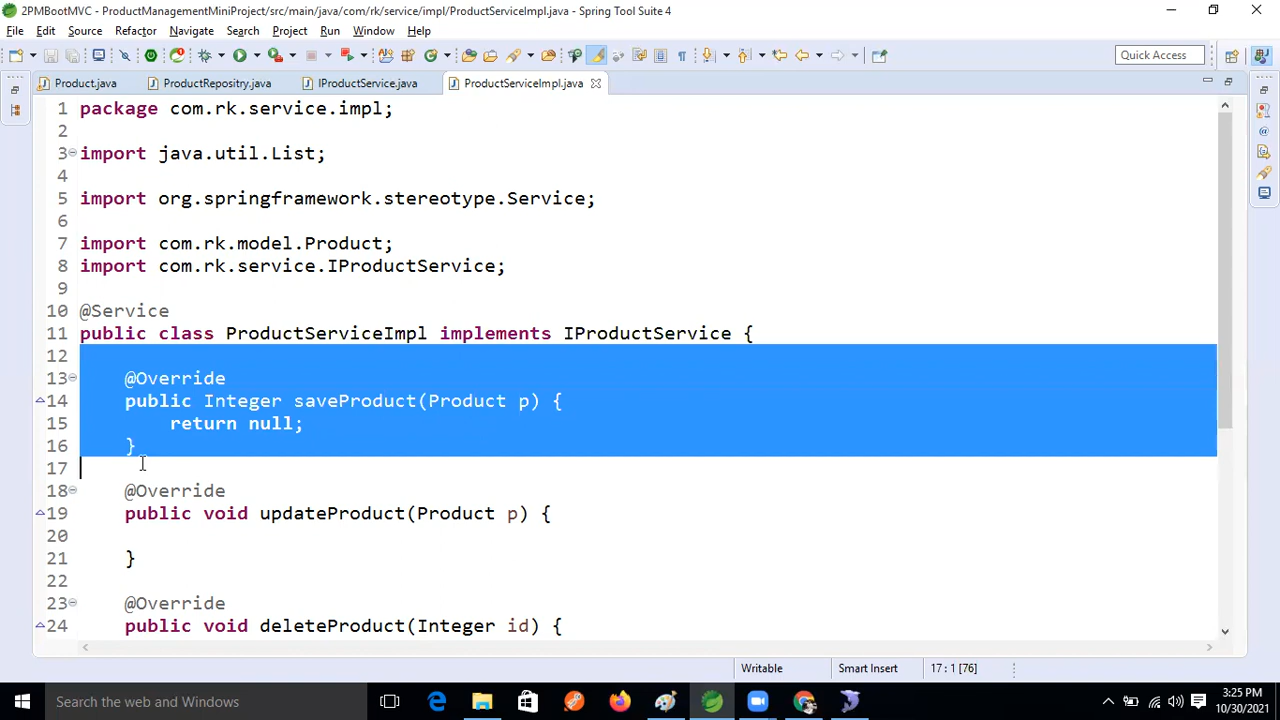 2PMBootMVC - ProductManagementMiniProject/src/main/java/com/rk/service/impl/ProductServiceImpl.java - Spring Tool Suite 4
File Edit Source Refactor Navigate Search Project Run Window Help
Quick Access
Product.java ProductRepositry.java IProductService.java ProductServiceImpl.java
1 package com.rk.service.impl;
2
3 import java.util.List;
4
5 import org.springframework.stereotype.Service;
6
7 import com.rk.model.Product;
8 import com.rk.service.IProductService;
9
10 @Service
11 public class ProductServiceImpl implements IProductService {
12
13 @Override
14 public Integer saveProduct(Product p) {
15 return null;
16 }
17
18 @Override
19 public void updateProduct(Product p) {
20
21 }
22
23 @Override
24 public void deleteProduct(Integer id) {
Writable Smart Insert 17 : 1 [76]
Search the web and Windows
3:25 PM
10/30/2021